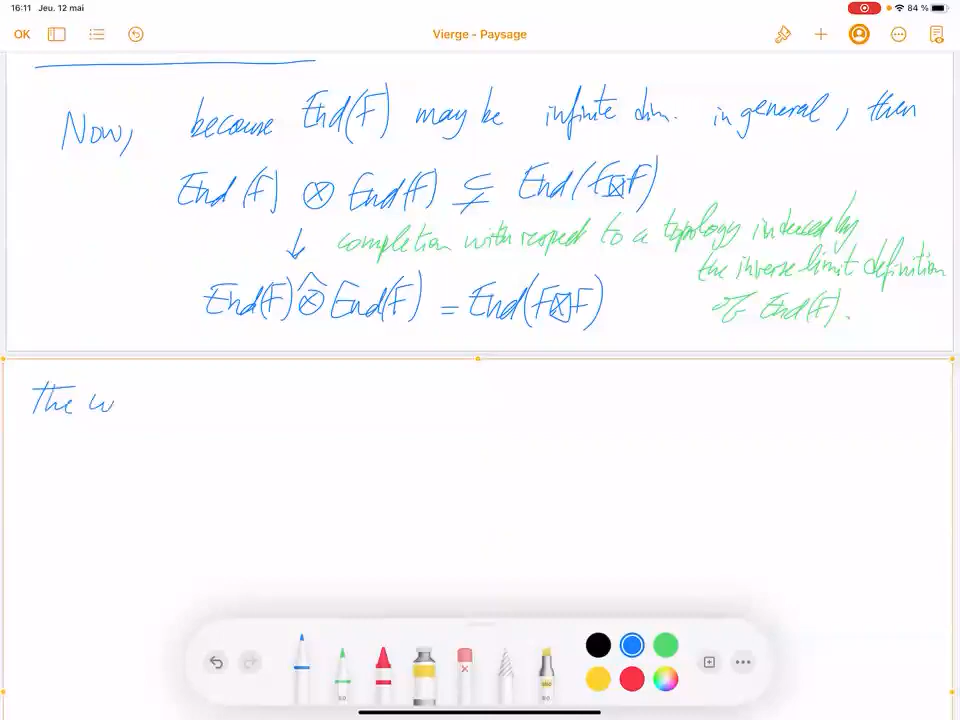 16:11 Jeu. 12 mai 84 %
OK Vierge - Paysage
Now, because End(F) may be infinite dim. in general, then
End(F) ⊗ End(F) ⊊ End(F⊠F)
↓ completion with respect to a topology induced by
the inverse limit definition
of End(F).
End(F) ⊗̂ End(F) = End(F⊠F)
The w